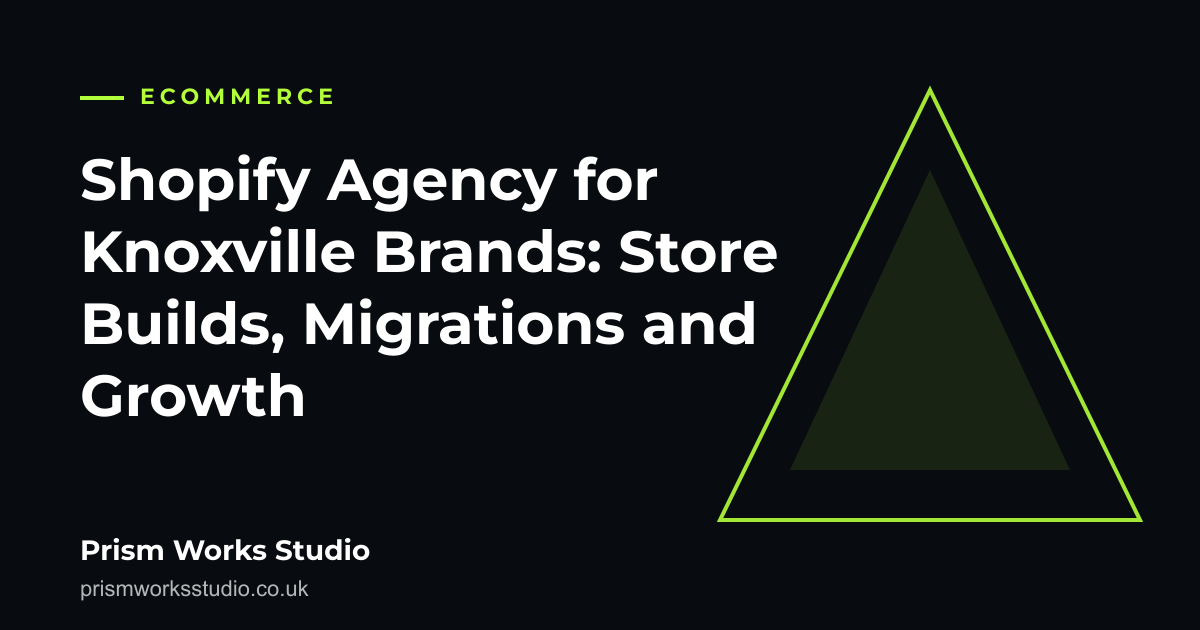 ECOMMERCE
Shopify Agency for
Knoxville Brands: Store
Builds, Migrations and
Growth
Prism Works Studio
prismworksstudio.co.uk